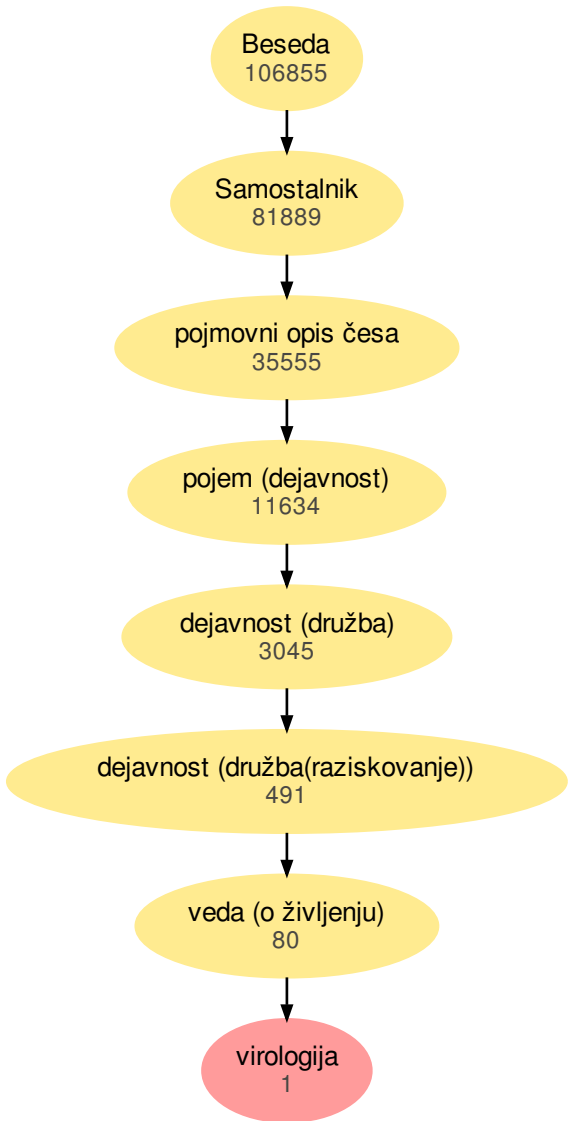 Beseda
106855
Samostalnik
81889
pojmovni opis česa
35555
pojem (dejavnost)
11634
dejavnost (družba)
3045
dejavnost (družba(raziskovanje))
491
veda (o življenju)
80
virologija
1